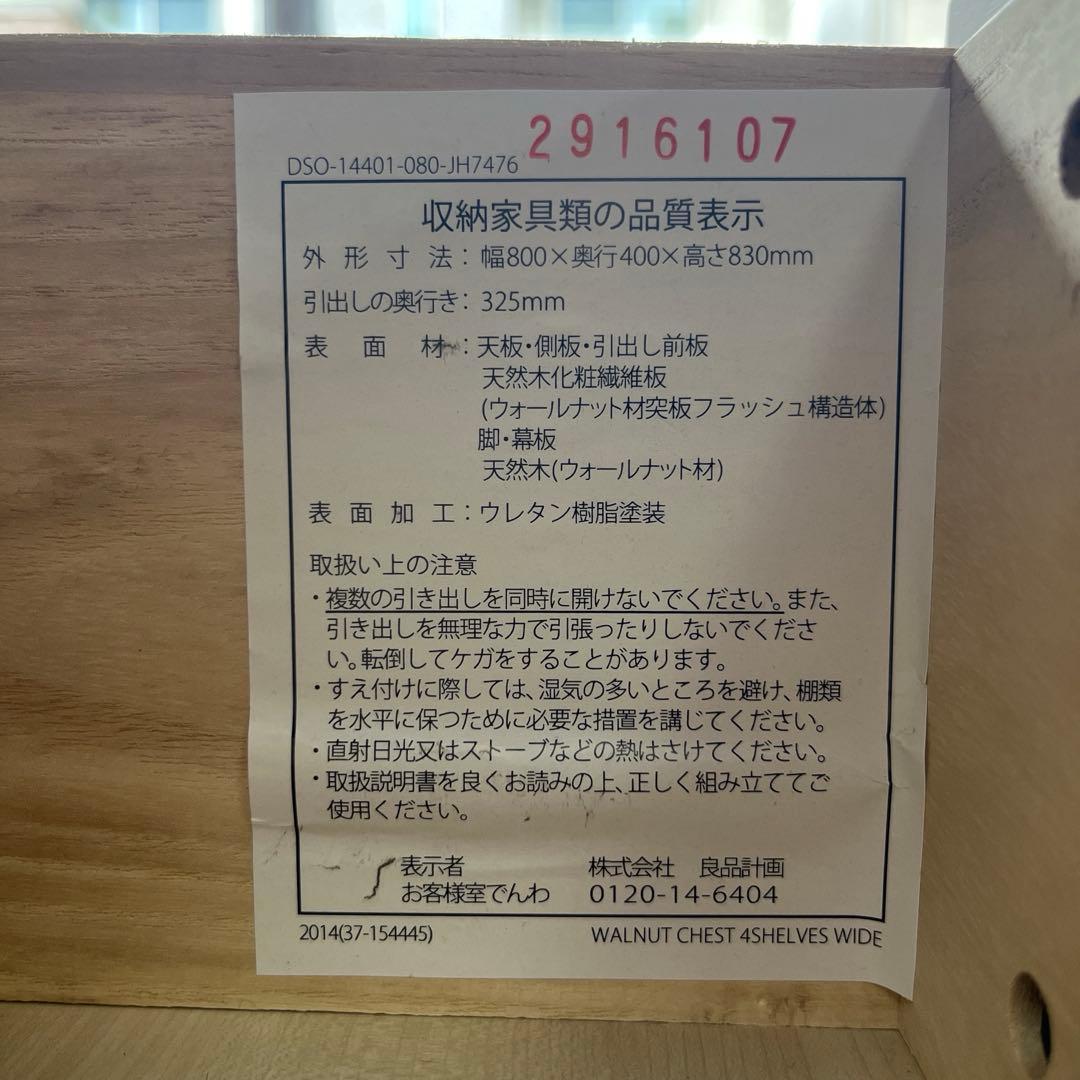 2916107
DSO-14401-080-JH7476
収納家具類の品質表示
外形寸法：幅800×奥行400×高さ830mm
引出しの奥行き：325mm
表面材：天板・側板・引出し前板
天然木化粧繊維板
(ウォールナット材突板フラッシュ構造体)
脚・幕板
天然木(ウォールナット材)
表面加工：ウレタン樹脂塗装
取扱い上の注意
・複数の引き出しを同時に開けないでください。また、
引き出しを無理な力で引張ったりしないでくださ
い。転倒してケガをすることがあります。
・すえ付けに際しては、湿気の多いところを避け、棚類
を水平に保つために必要な措置を講じてください。
・直射日光又はストーブなどの熱はさけてください。
・取扱説明書を良くお読みの上、正しく組み立ててご
使用ください。
表示者 株式会社 良品計画
お客様室でんわ 0120-14-6404
2014(37-154445) WALNUT CHEST 4SHELVES WIDE